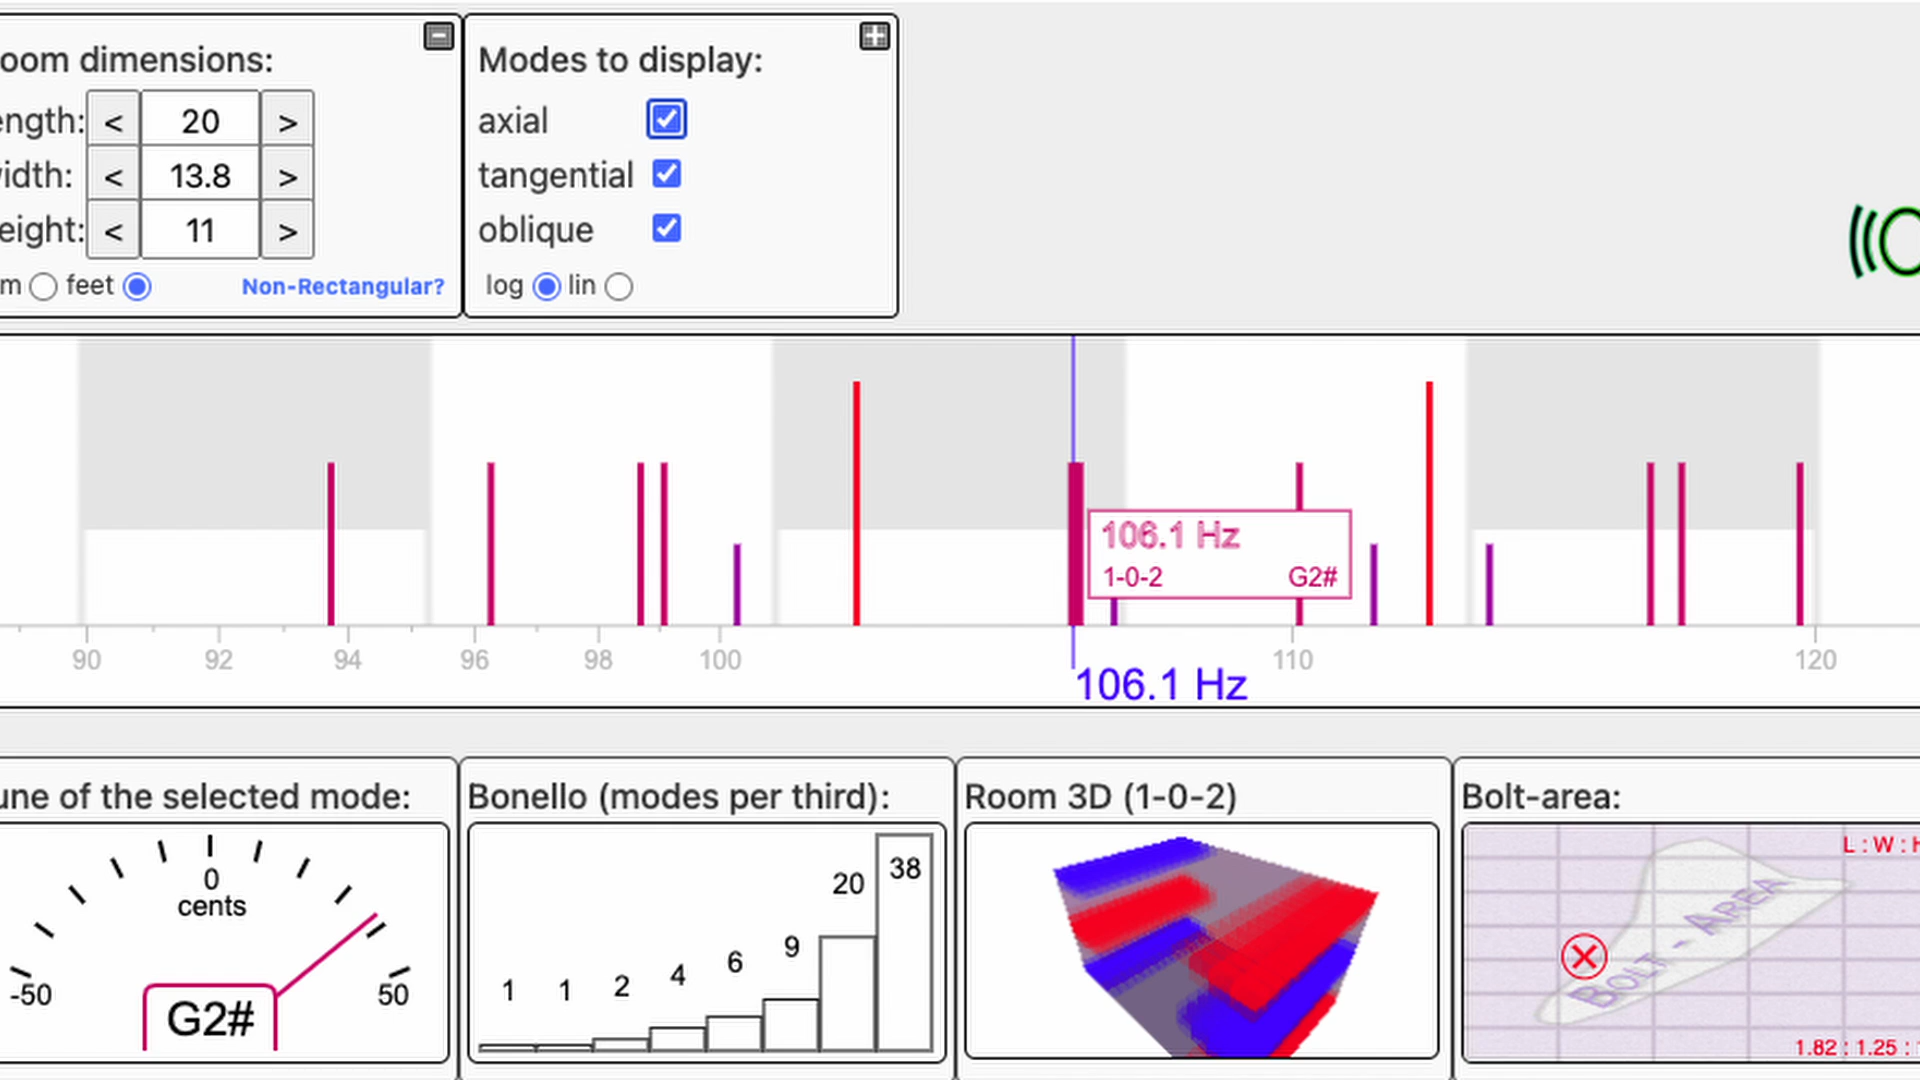 oom dimensions:
ength: < 20 >
vidth: < 13.8 >
eight: < 11 >
m feet Non-Rectangular?
Modes to display:
axial
tangential
oblique
log lin
106.1 Hz
1-0-2 G2#
90 92 94 96 98 100 110 120
106.1 Hz
une of the selected mode:
0
cents
-50 50
G2#
Bonello (modes per third):
1 1 2 4 6 9 20 38
Room 3D (1-0-2)
Bolt-area:
L : W : H
BOLT - AREA
1.82 : 1.25 :